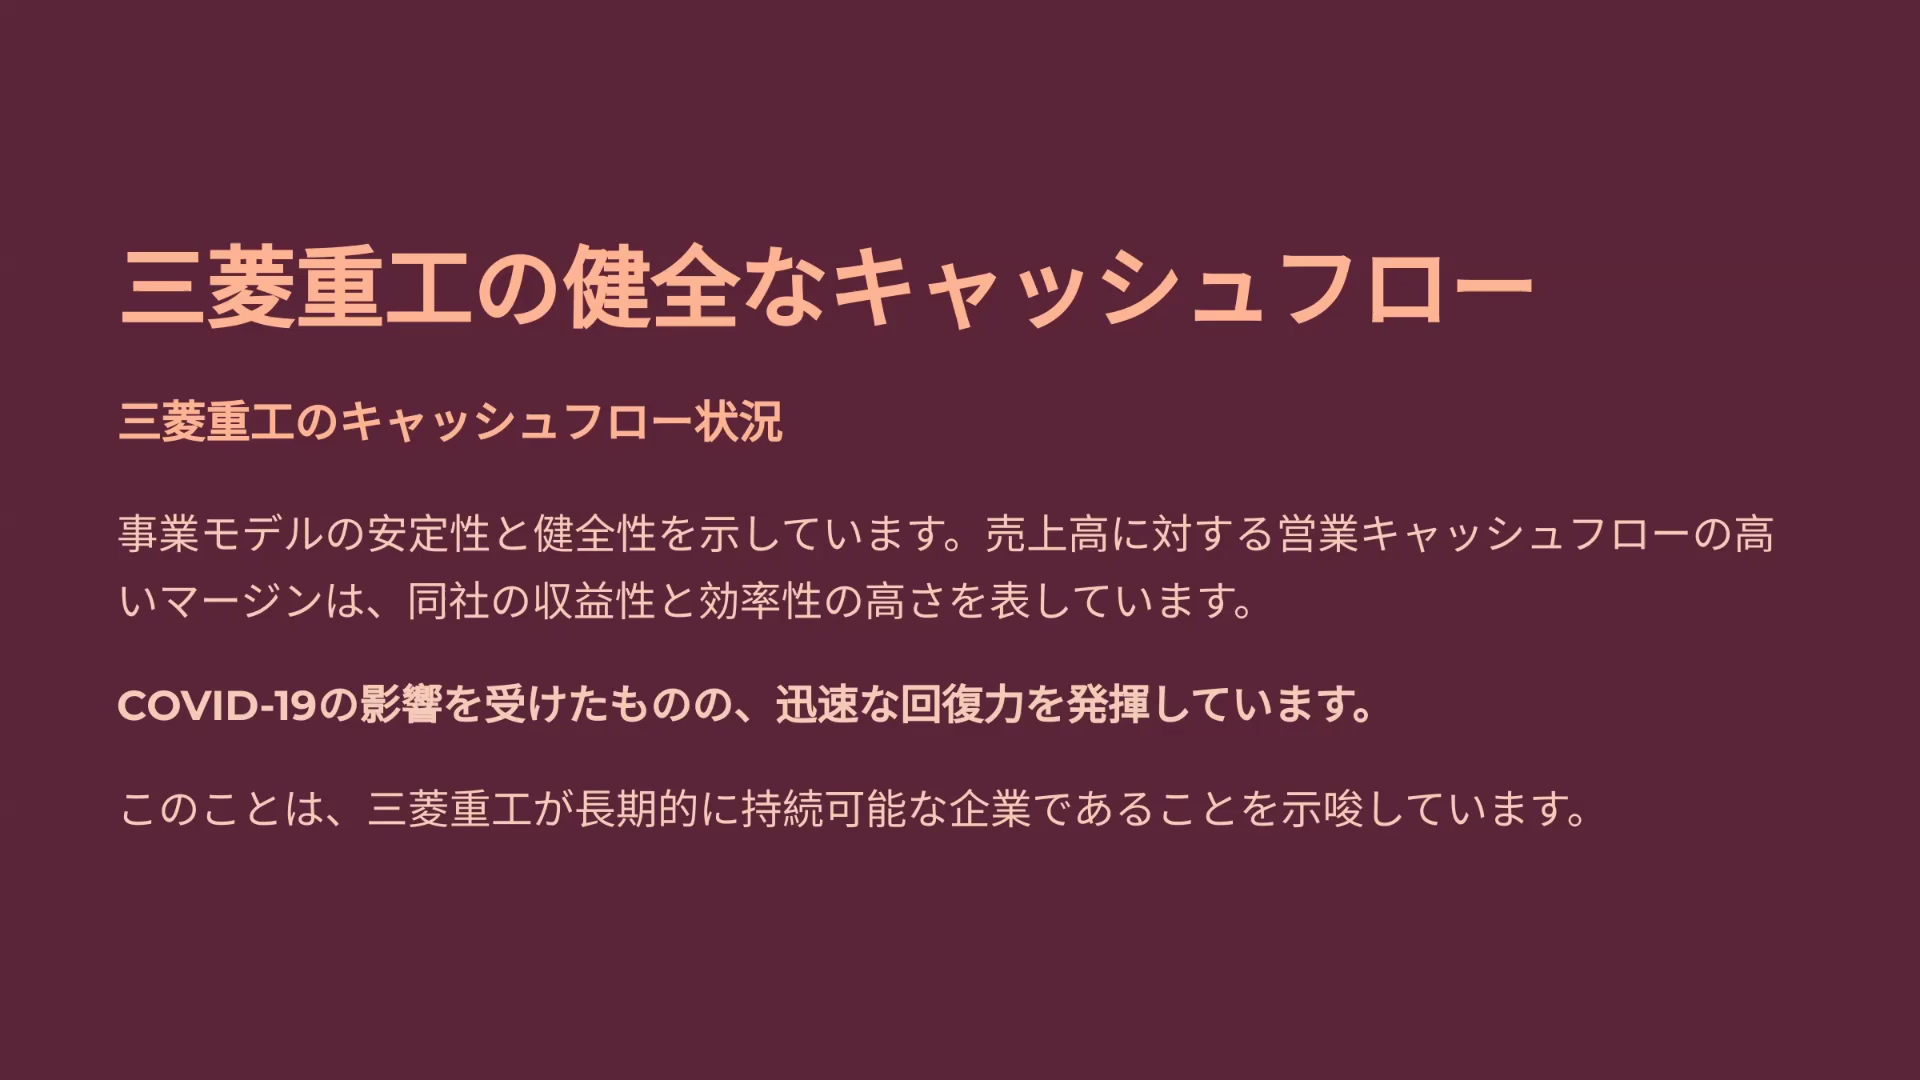 三菱重工の健全なキャッシュフロー
三菱重工のキャッシュフロー状況
事業モデルの安定性と健全性を示しています。売上高に対する営業キャッシュフローの高
いマージンは、同社の収益性と効率性の高さを表しています。
COVID-19の影響を受けたものの、迅速な回復力を発揮しています。
このことは、三菱重工が長期的に持続可能な企業であることを示唆しています。